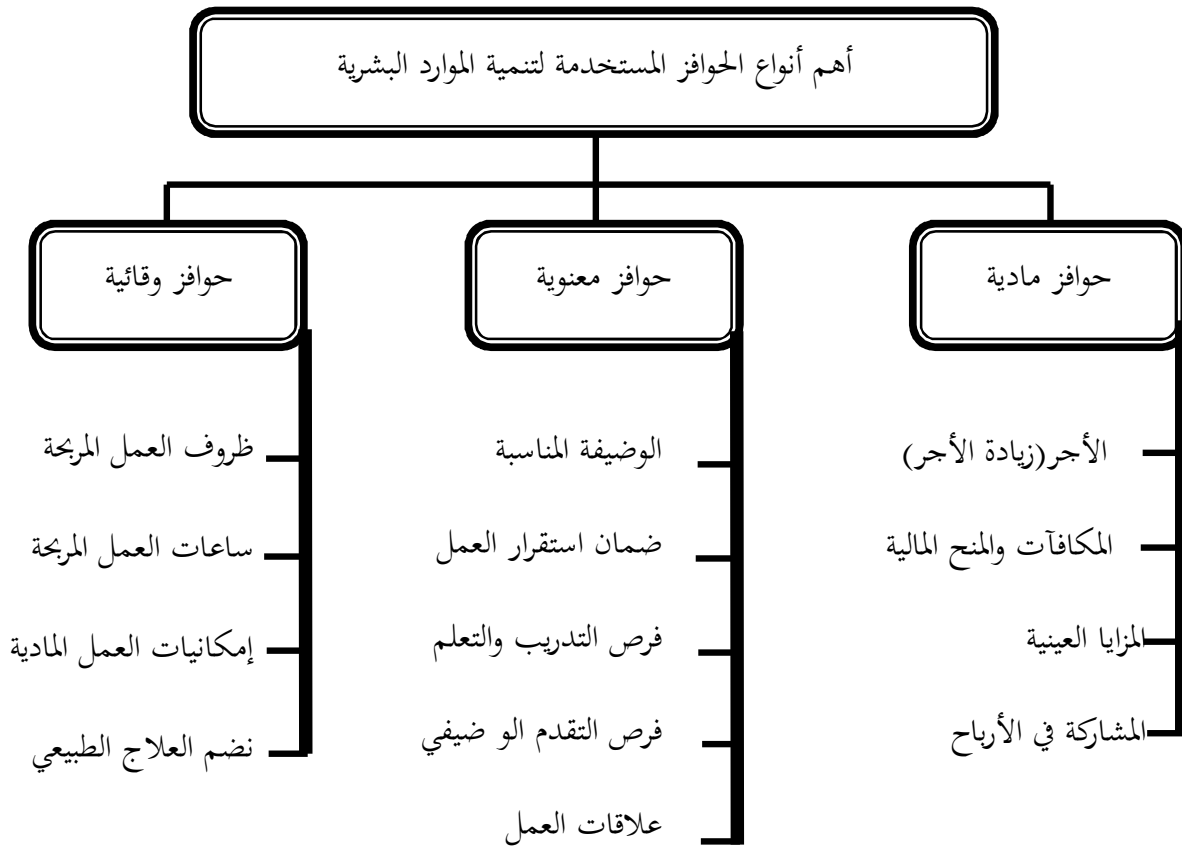 أهم أنواع الحوافز المستخدمة لتنمية الموارد البشرية
حوافز مادية
الأجر(زيادة الأجر)
المكافآت والمنح المالية
المزايا العينية
المشاركة في الأرباح
حوافز معنوية
الوضيفة المناسبة
ضمان استقرار العمل
فرص التدريب والتعلم
فرص التقدم الو ضيفي
علاقات العمل
حوافز وقائية
ظروف العمل المربحة
ساعات العمل المربحة
إمكانيات العمل المادية
نضم العلاج الطبيعي